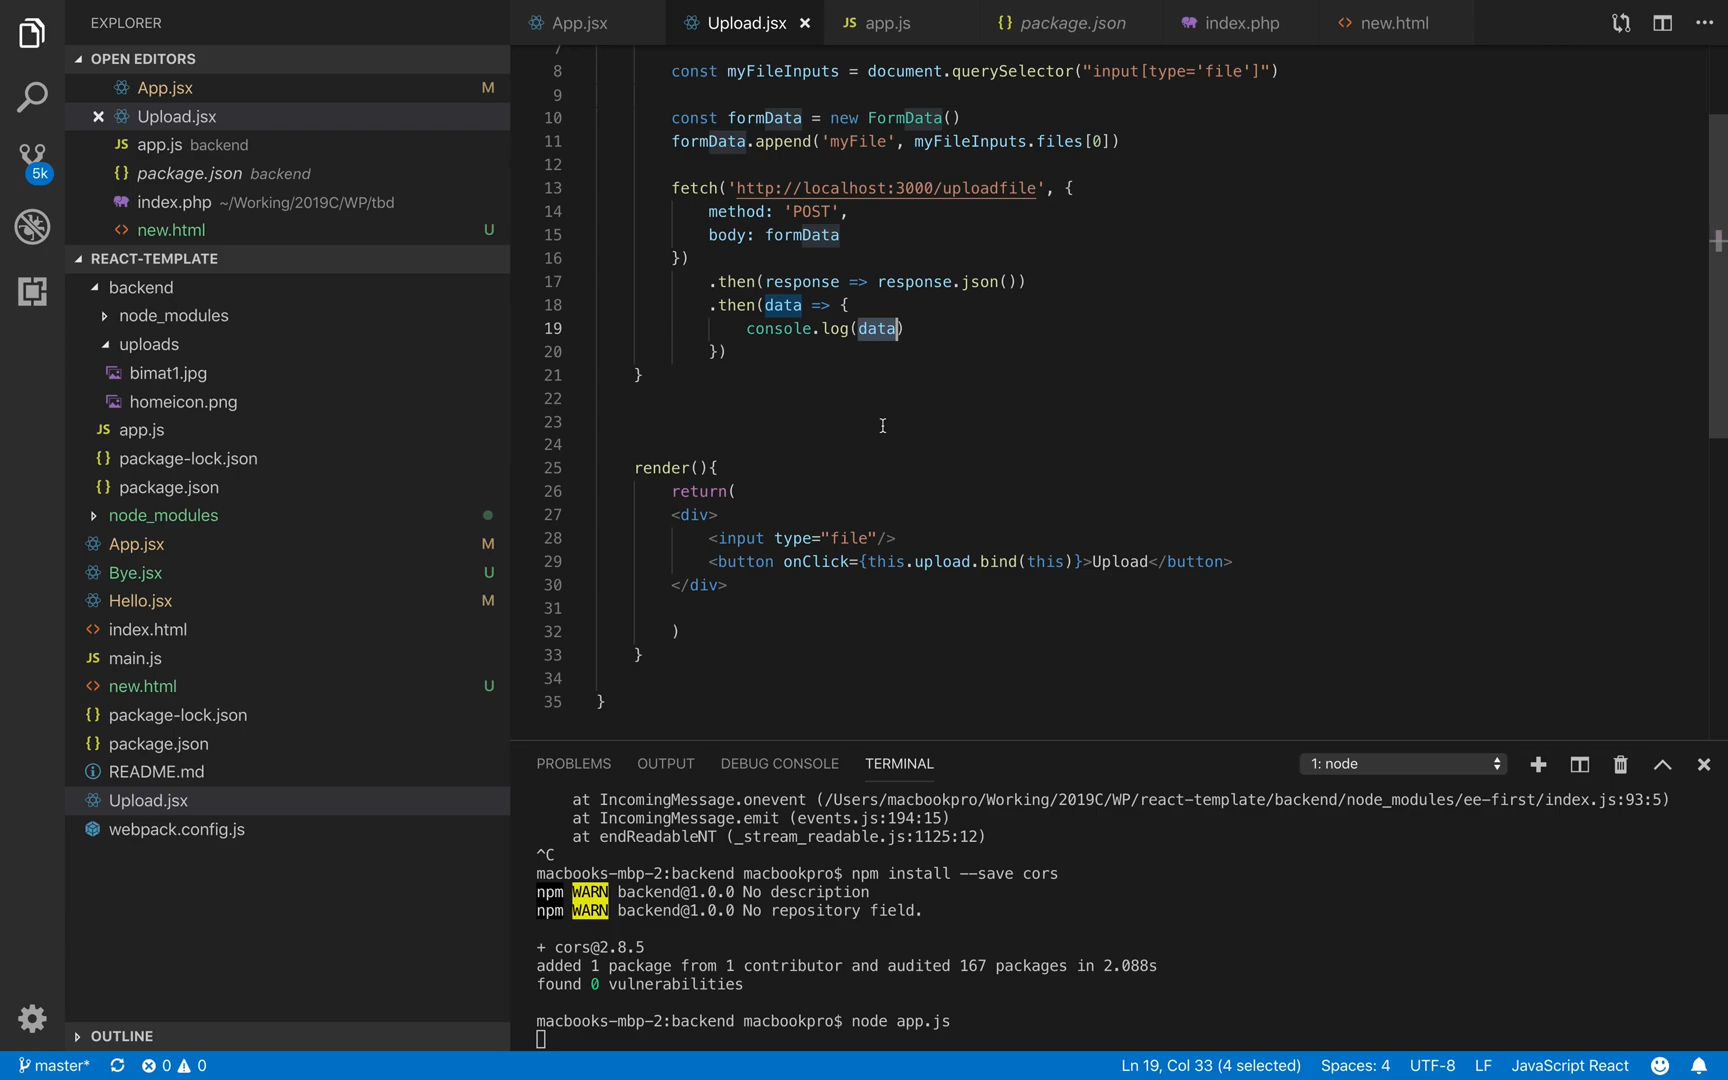 EXPLORER
OPEN EDITORS
App.jsx M
Upload.jsx
JS app.js backend
{} package.json backend
index.php ~/Working/2019C/WP/tbd
<> new.html U
REACT-TEMPLATE
backend
node_modules
uploads
bimat1.jpg
homeicon.png
JS app.js
{} package-lock.json
{} package.json
node_modules
App.jsx M
Bye.jsx U
Hello.jsx M
<> index.html
JS main.js
<> new.html U
{} package-lock.json
{} package.json
README.md
Upload.jsx
webpack.config.js
OUTLINE
5k
App.jsx Upload.jsx × JS app.js {} package.json index.php <> new.html
7
8 const myFileInputs = document.querySelector("input[type='file']")
9
10 const formData = new FormData()
11 formData.append('myFile', myFileInputs.files[0])
12
13 fetch('http://localhost:3000/uploadfile', {
14 method: 'POST',
15 body: formData
16 })
17 .then(response => response.json())
18 .then(data => {
19 console.log(data)
20 })
21 }
22
23
24
25 render(){
26 return(
27 <div>
28 <input type="file"/>
29 <button onClick={this.upload.bind(this)}>Upload</button>
30 </div>
31
32 )
33 }
34
35 }
PROBLEMS OUTPUT DEBUG CONSOLE TERMINAL 1: node
at IncomingMessage.onevent (/Users/macbookpro/Working/2019C/WP/react-template/backend/node_modules/ee-first/index.js:93:5)
at IncomingMessage.emit (events.js:194:15)
at endReadableNT (_stream_readable.js:1125:12)
^C
macbooks-mbp-2:backend macbookpro$ npm install --save cors
npm WARN backend@1.0.0 No description
npm WARN backend@1.0.0 No repository field.
+ cors@2.8.5
added 1 package from 1 contributor and audited 167 packages in 2.088s
found 0 vulnerabilities
macbooks-mbp-2:backend macbookpro$ node app.js
master* 0 0 Ln 19, Col 33 (4 selected) Spaces: 4 UTF-8 LF JavaScript React